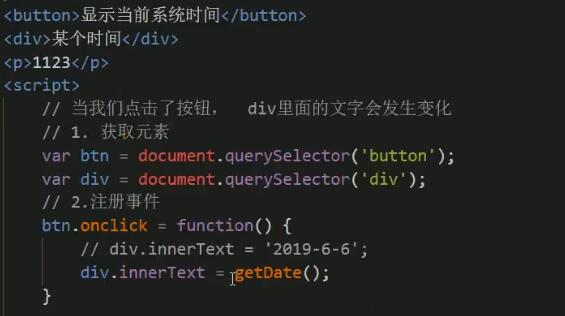 <button>显示当前系统时间</button>
<div>某个时间</div>
<p>1123</p>
<script>
// 当我们点击了按钮， div里面的文字会发生变化
// 1. 获取元素
var btn = document.querySelector('button');
var div = document.querySelector('div');
// 2.注册事件
btn.onclick = function() {
// div.innerText = '2019-6-6';
div.innerText = getDate();
}